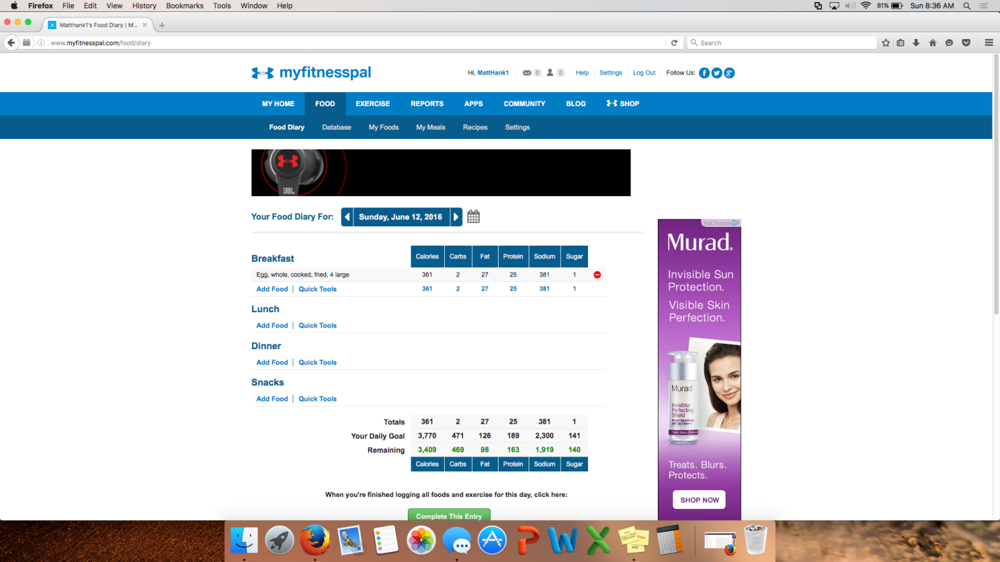 Firefox File Edit View History Bookmarks Tools Window Help 81% Sun 8:36 AM
Matthank1's Food Diary | M...
www.myfitnesspal.com/food/diary Search
myfitnesspal Hi, MattHank1 0 0 Help Settings Log Out Follow Us:
MY HOME FOOD EXERCISE REPORTS APPS COMMUNITY BLOG SHOP
Food Diary Database My Foods My Meals Recipes Settings
JBL
Your Food Diary For: Sunday, June 12, 2016
Breakfast Calories Carbs Fat Protein Sodium Sugar
Egg, whole, cooked, fried, 4 large 361 2 27 25 381 1
Add Food Quick Tools 361 2 27 25 381 1
Lunch
Add Food Quick Tools
Dinner
Add Food Quick Tools
Snacks
Add Food Quick Tools
Totals 361 2 27 25 381 1
Your Daily Goal 3,770 471 126 189 2,300 141
Remaining 3,409 469 98 163 1,919 140
Calories Carbs Fat Protein Sodium Sugar
When you're finished logging all foods and exercise for this day, click here:
Complete This Entry
AdChoices
Murad.
Invisible Sun
Protection.
Visible Skin
Perfection.
Murad
Invisiblur
Perfecting
Shield
Treats. Blurs.
Protects.
SHOP NOW